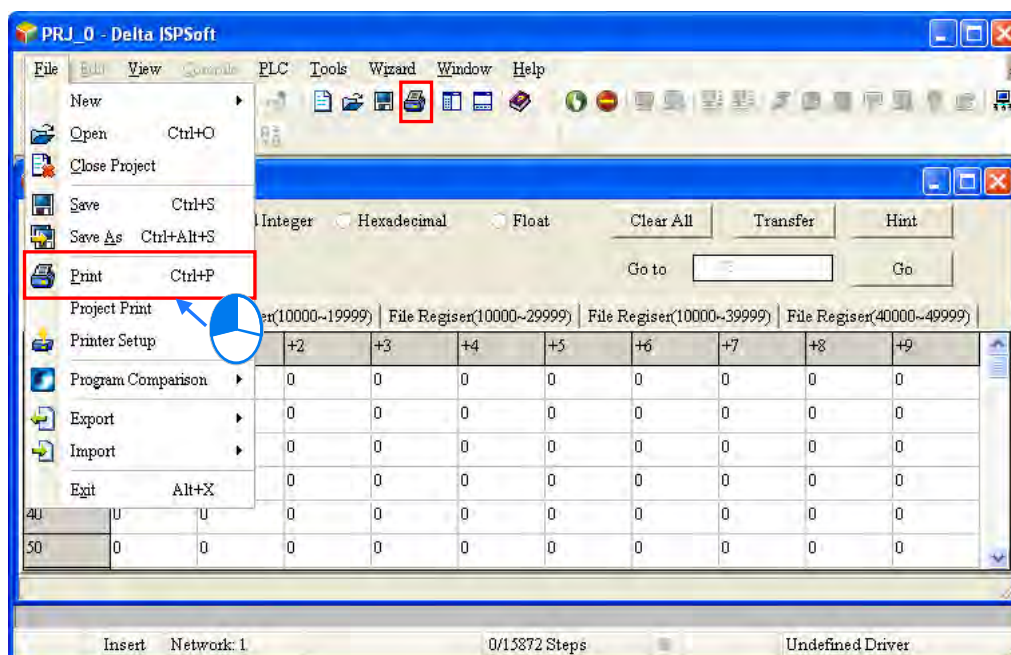 PRJ_0 - Delta ISPSoft
File Edit View Compile PLC Tools Wizard Window Help
New
Open Ctrl+O
Close Project
Save Ctrl+S
Save As Ctrl+Alt+S
Print Ctrl+P
Project Print
Printer Setup
Program Comparison
Export
Import
Exit Alt+X
Integer Hexadecimal Float Clear All Transfer Hint
Go to Go
er(10000~19999) File Regiser(10000~29999) File Regiser(10000~39999) File Regiser(40000~49999)
+2 +3 +4 +5 +6 +7 +8 +9
0 0 0 0 0 0 0 0
0 0 0 0 0 0 0 0
0 0 0 0 0 0 0 0
0 0 0 0 0 0 0 0
40 0 0 0 0 0 0 0 0 0 0
50 0 0 0 0 0 0 0 0 0 0
Insert Network: 1 0/15872 Steps Undefined Driver